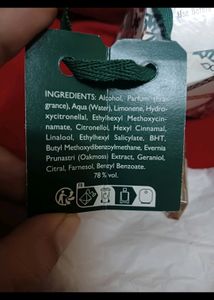 INGREDIENTS: Alcohol, Parfum (Fra-
grance), Aqua (Water), Limonene, Hydro-
xycitronellal, Ethylhexyl Methoxycin-
namate, Citronellol, Hexyl Cinnamal,
Linalool, Ethylhexyl Salicylate, BHT,
Butyl Methoxydibenzoylmethane, Evernia
Prunastri (Oakmoss) Extract, Geraniol,
Citral, Farnesol, Benzyl Benzoate.
78 % vol.